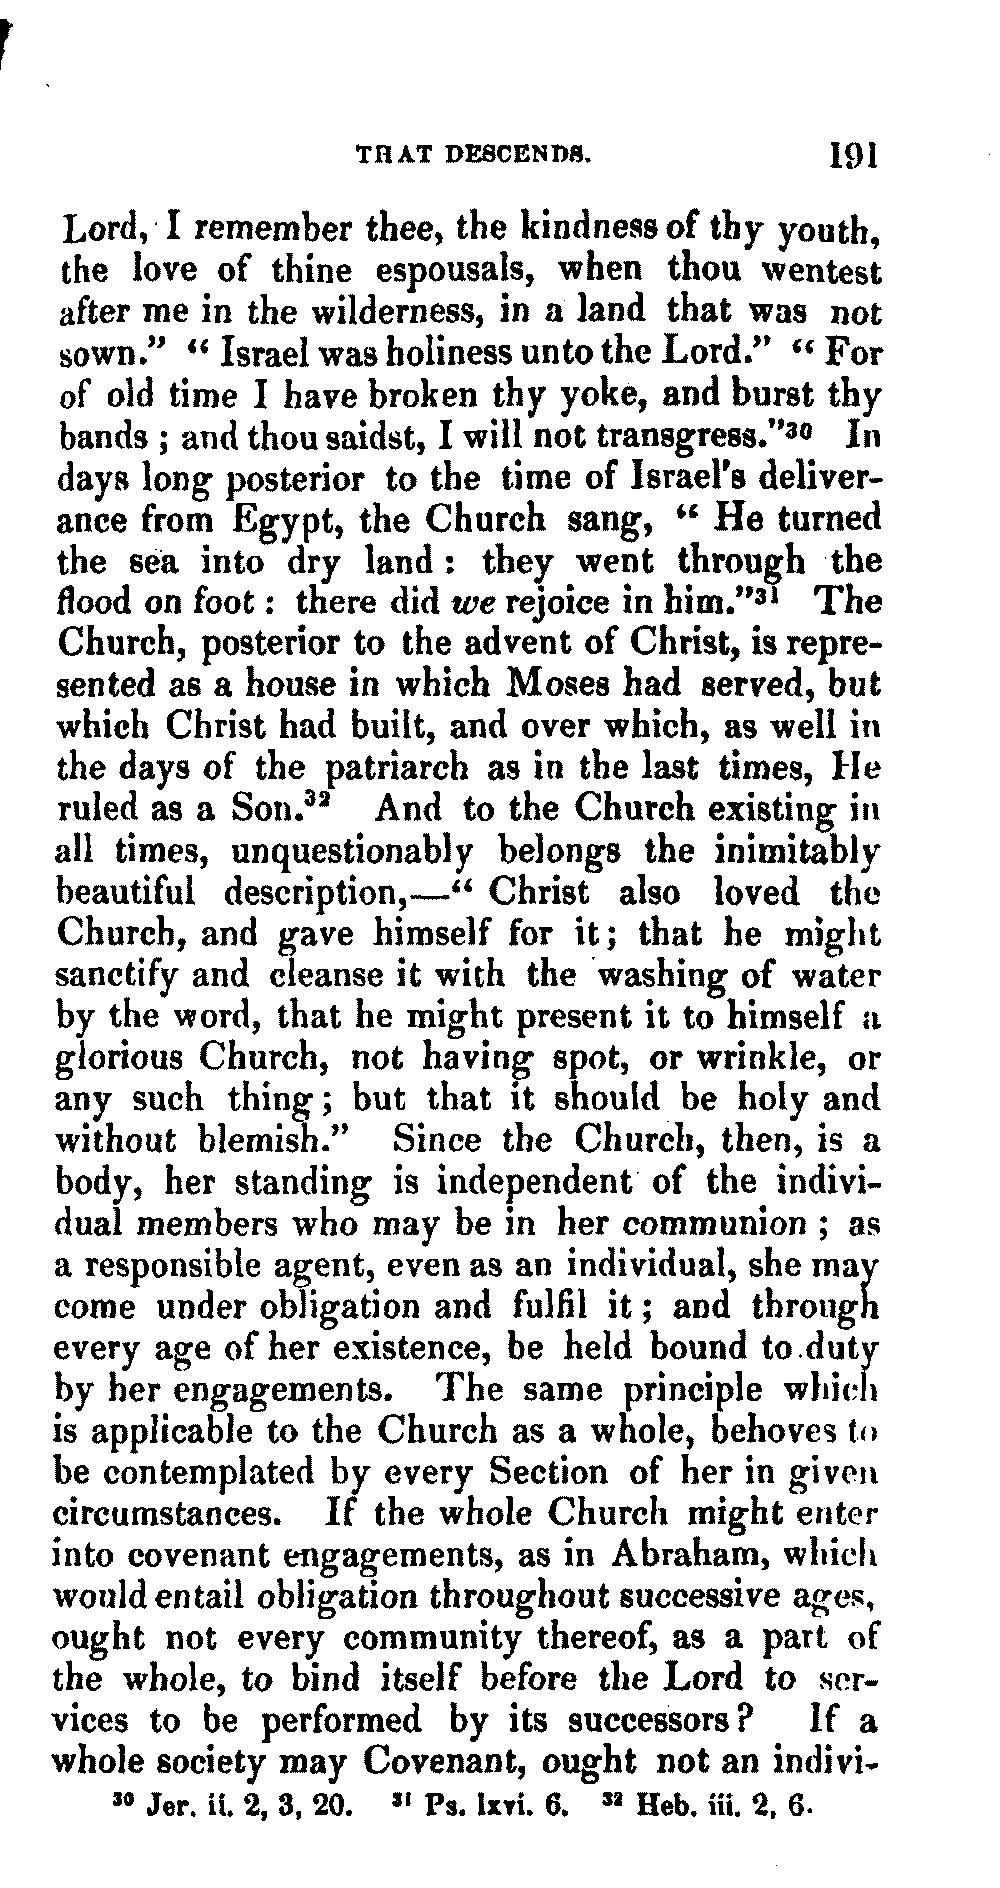 THAT DESCENDS. 191
Lord, I remember thee, the kindness of thy youth,
the love of thine espousals, when thou wentest
after me in the wilderness, in a land that was not
sown.” “ Israel was holiness unto the Lord.” “ For
of old time I have broken thy yoke, and burst thy
bands ; and thou saidst, I will not transgress."³⁰ In
days long posterior to the time of Israel's deliver-
ance from Egypt, the Church sang, “ He turned
the sea into dry land : they went through the
flood on foot : there did we rejoice in him."³¹ The
Church, posterior to the advent of Christ, is repre-
sented as a house in which Moses had served, but
which Christ had built, and over which, as well in
the days of the patriarch as in the last times, He
ruled as a Son.³² And to the Church existing in
all times, unquestionably belongs the inimitably
beautiful description,—“ Christ also loved the
Church, and gave himself for it ; that he might
sanctify and cleanse it with the washing of water
by the word, that he might present it to himself a
glorious Church, not having spot, or wrinkle, or
any such thing ; but that it should be holy and
without blemish.” Since the Church, then, is a
body, her standing is independent of the indivi-
dual members who may be in her communion ; as
a responsible agent, even as an individual, she may
come under obligation and fulfil it ; and through
every age of her existence, be held bound to duty
by her engagements. The same principle which
is applicable to the Church as a whole, behoves to
be contemplated by every Section of her in given
circumstances. If the whole Church might enter
into covenant engagements, as in Abraham, which
would entail obligation throughout successive ages,
ought not every community thereof, as a part of
the whole, to bind itself before the Lord to ser-
vices to be performed by its successors? If a
whole society may Covenant, ought not an indivi-
³⁰ Jer. ii. 2, 3, 20. ³¹ Ps. lxvi. 6. ³² Heb. iii. 2, 6.